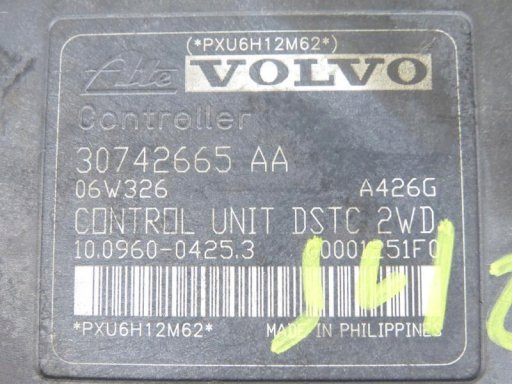 (*PXU6H12M62*)
Ate VOLVO
Controller
30742665 AA
06W326 A426G
CONTROL UNIT DSTC 2WD
10.0960-0425.3 00001251F0
*PXU6H12M62* MADE IN PHILIPPINES